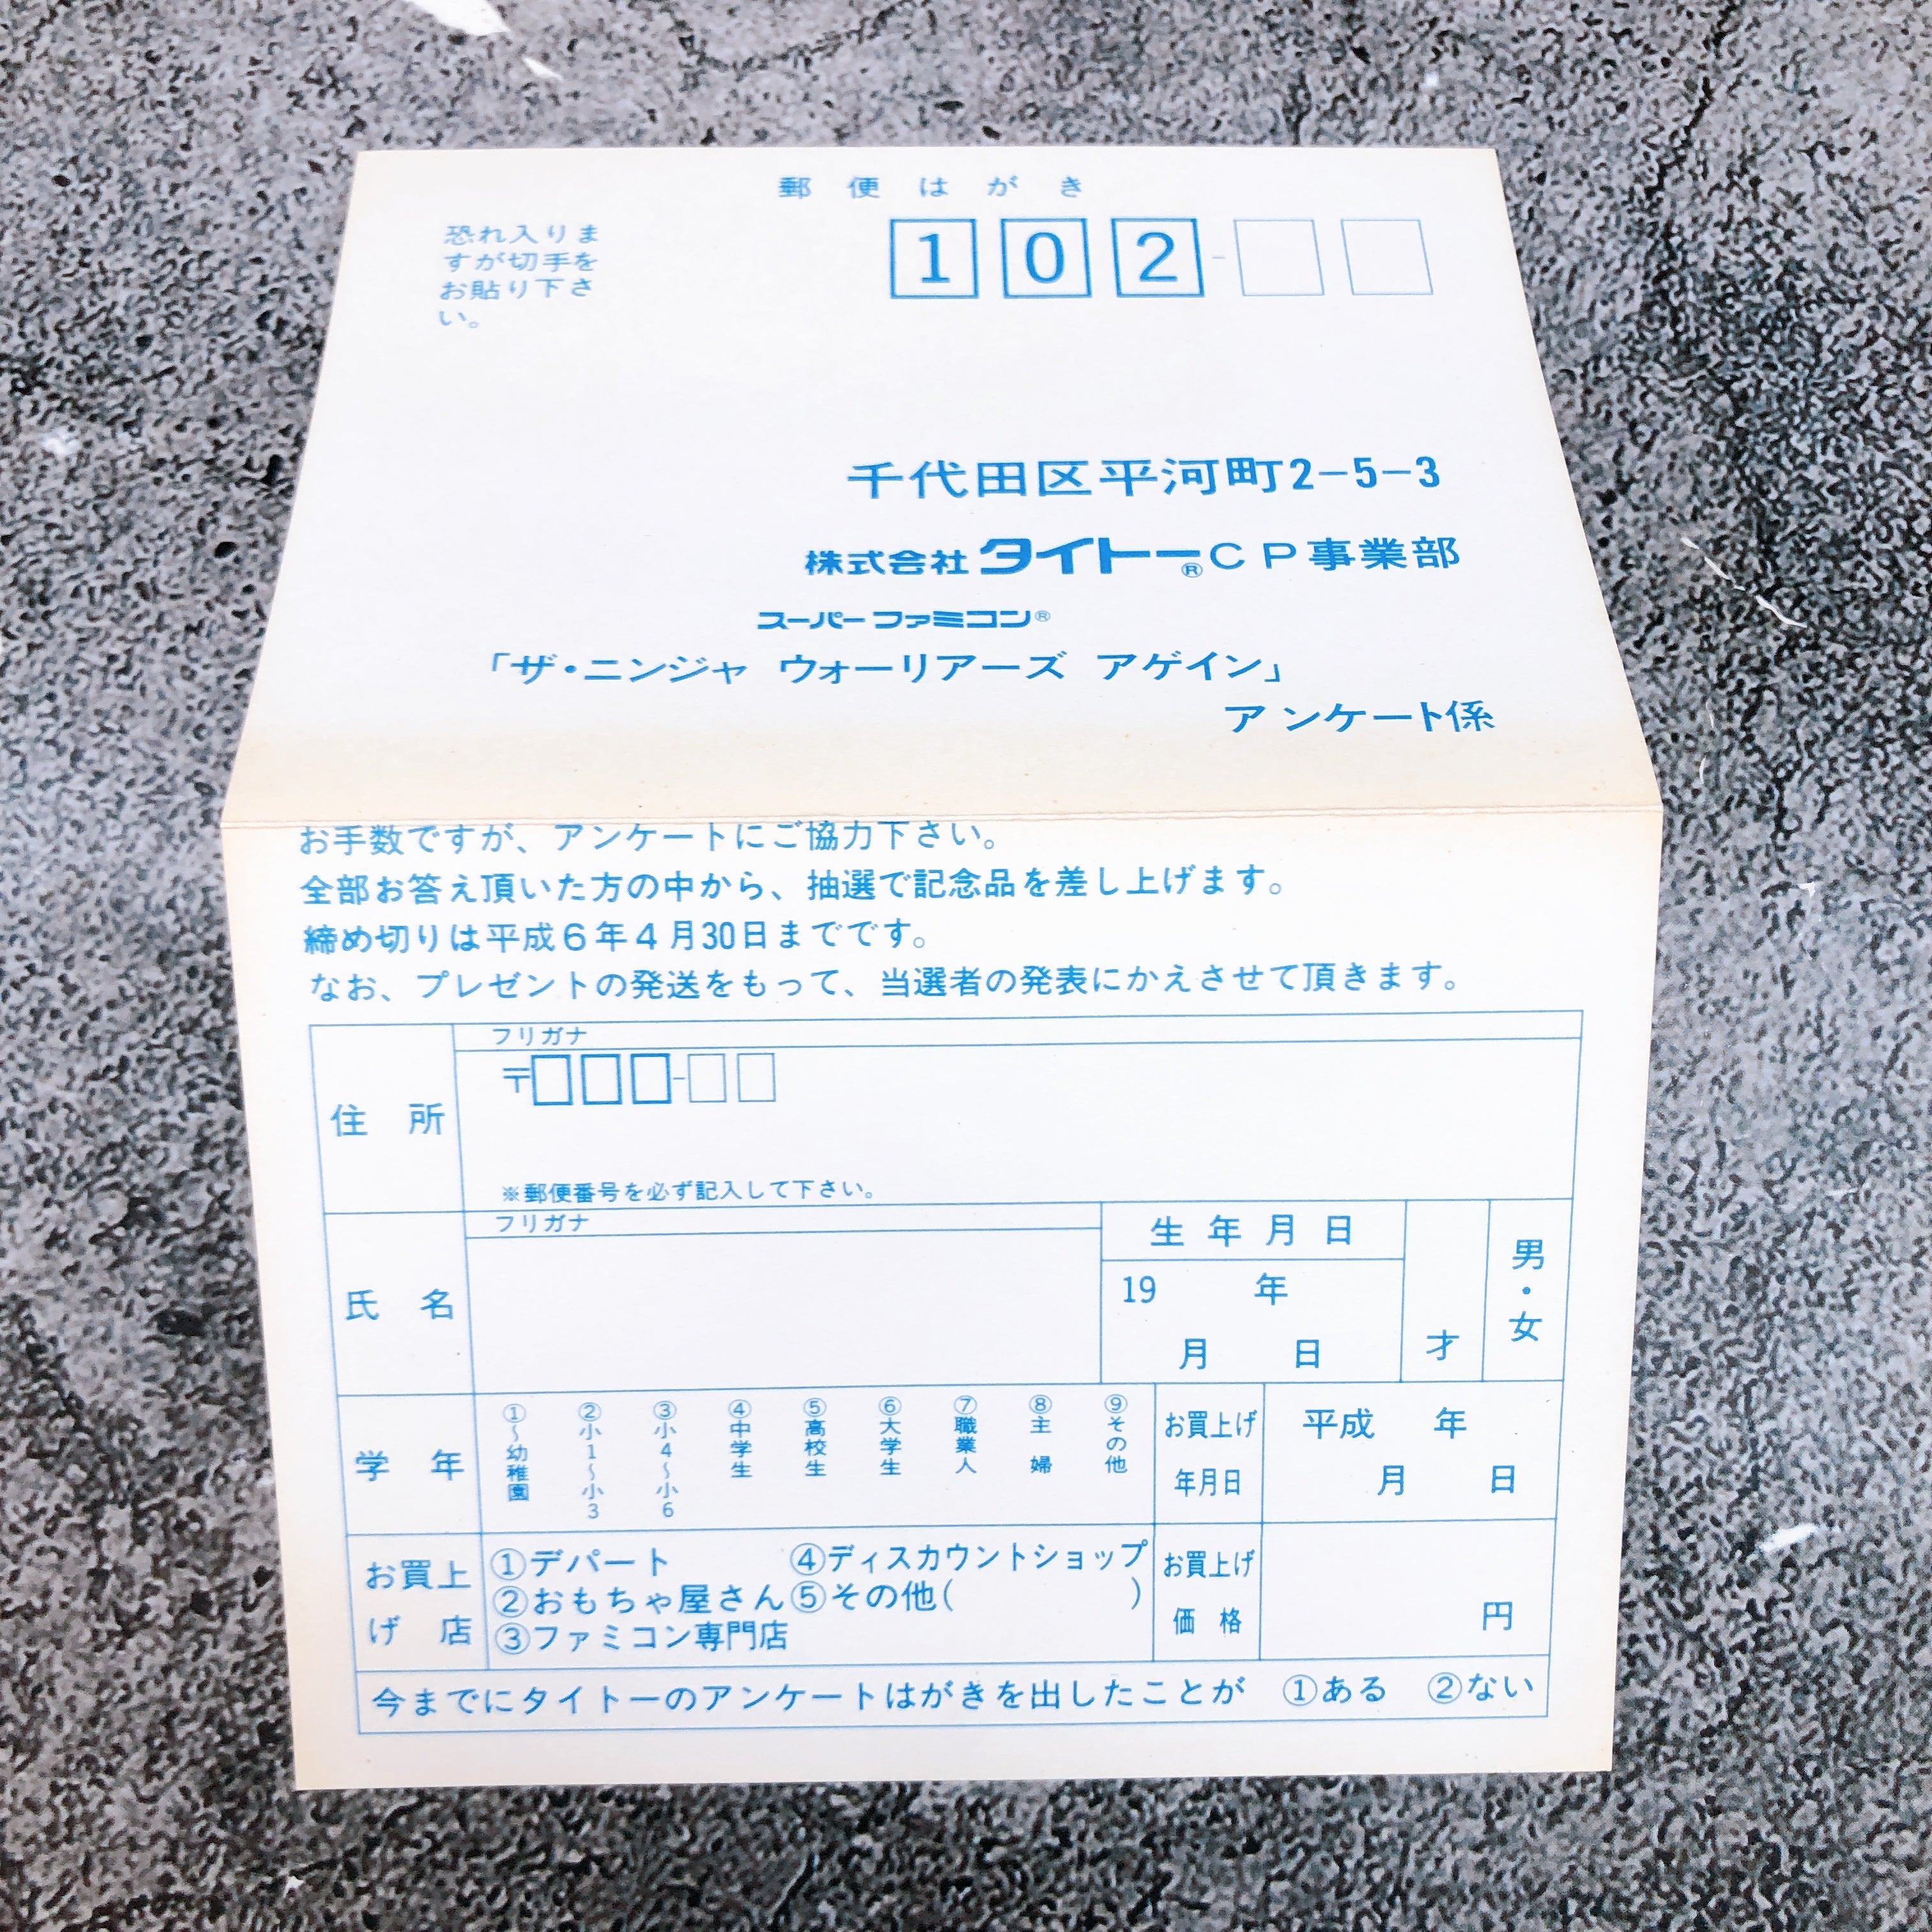 郵便はがき
恐れ入りま
すが切手を
お貼り下さ
い。
102-
千代田区平河町2-5-3
株式会社タイトー®CP事業部
スーパーファミコン®
「ザ・ニンジャ ウォーリアーズ アゲイン」
アンケート係
お手数ですが、アンケートにご協力下さい。
全部お答え頂いた方の中から、抽選で記念品を差し上げます。
締め切りは平成6年4月30日までです。
なお、プレゼントの発送をもって、当選者の発表にかえさせて頂きます。
住所
フリガナ
〒□□□-□□
※郵便番号を必ず記入して下さい。
氏名
フリガナ
生年月日
19 年
月 日
才
男・女
学年
①~幼稚園
②小1~小3
③小4~小6
④中学生
⑤高校生
⑥大学生
⑦職業人
⑧主婦
⑨その他
お買上げ
年月日
平成 年
月 日
お買上
げ店
①デパート ④ディスカウントショップ
②おもちゃ屋さん ⑤その他( )
③ファミコン専門店
お買上げ
価格
円
今までにタイトーのアンケートはがきを出したことが ①ある ②ない